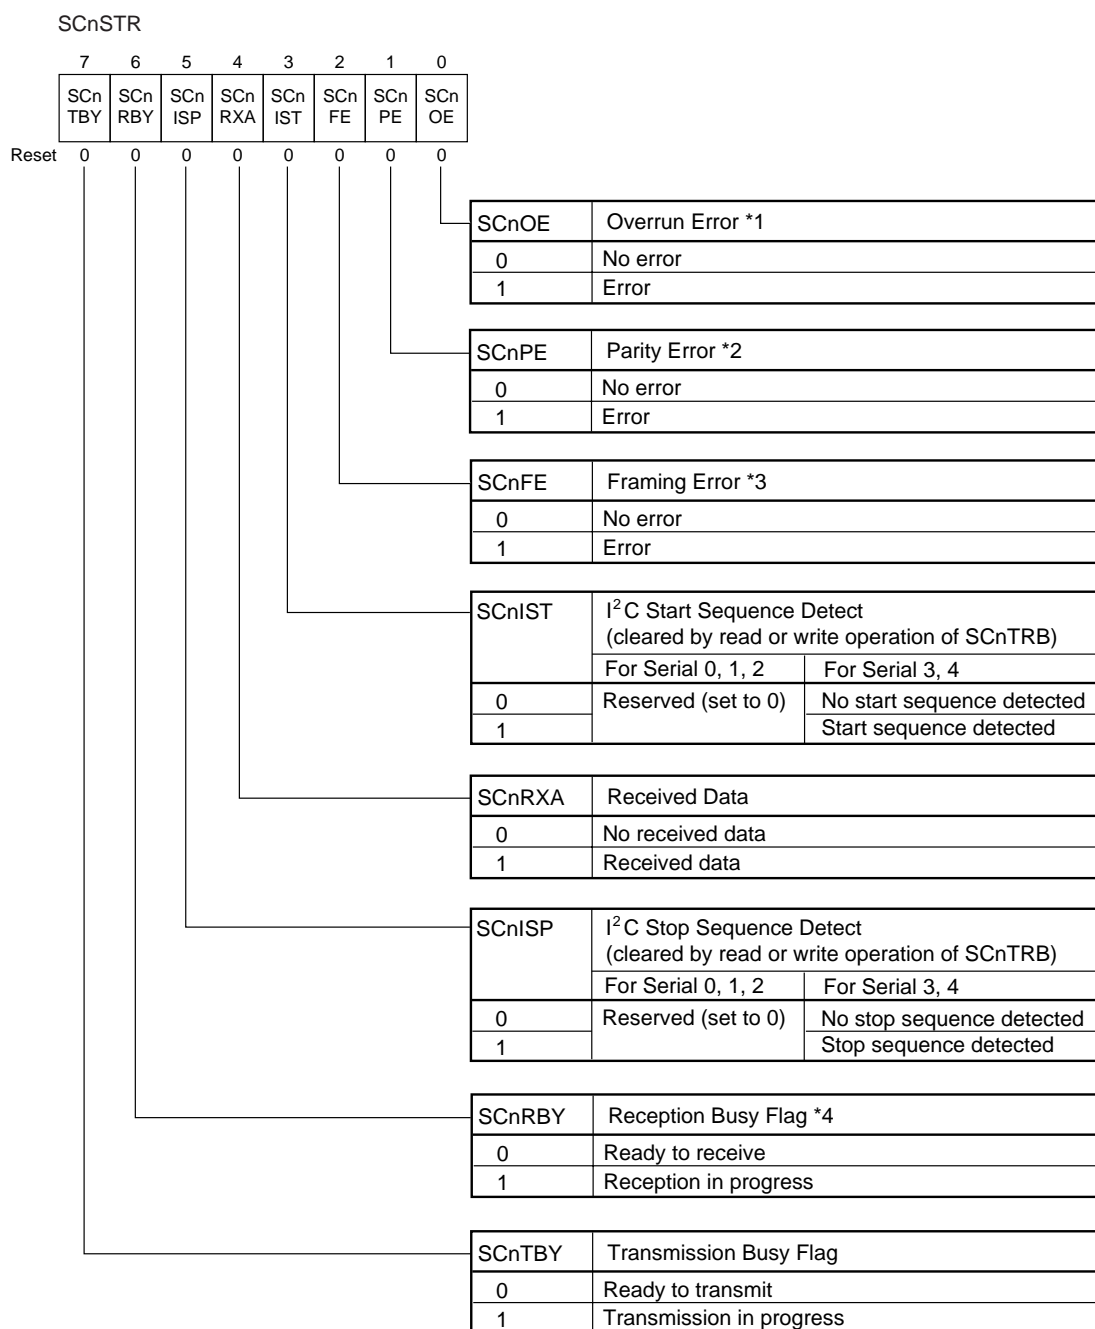 SCnSTR
7 6 5 4 3 2 1 0
SCn SCn SCn SCn SCn SCn SCn SCn
TBY RBY ISP RXA IST FE PE OE
Reset 0 0 0 0 0 0 0 0
SCnOE Overrun Error *1
0 No error
1 Error
SCnPE Parity Error *2
0 No error
1 Error
SCnFE Framing Error *3
0 No error
1 Error
SCnIST I²C Start Sequence Detect
(cleared by read or write operation of SCnTRB)
For Serial 0, 1, 2 For Serial 3, 4
0 Reserved (set to 0) No start sequence detected
1 Start sequence detected
SCnRXA Received Data
0 No received data
1 Received data
SCnISP I²C Stop Sequence Detect
(cleared by read or write operation of SCnTRB)
For Serial 0, 1, 2 For Serial 3, 4
0 Reserved (set to 0) No stop sequence detected
1 Stop sequence detected
SCnRBY Reception Busy Flag *4
0 Ready to receive
1 Reception in progress
SCnTBY Transmission Busy Flag
0 Ready to transmit
1 Transmission in progress